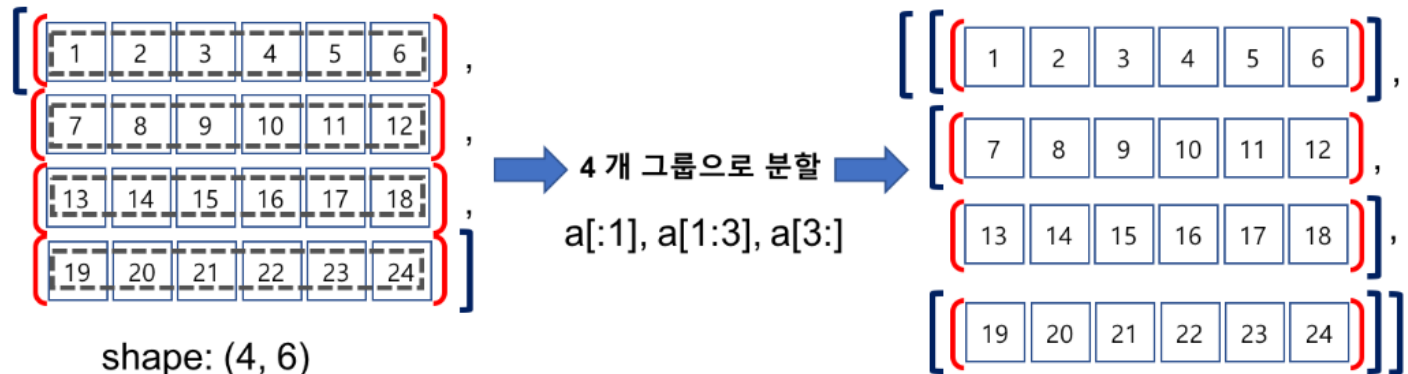 [( 1 2 3 4 5 6 ) ,
( 7 8 9 10 11 12 ) ,
( 13 14 15 16 17 18 ) ,
( 19 20 21 22 23 24 )]
shape: (4, 6)
4 개 그룹으로 분할
a[:1], a[1:3], a[3:]
[[( 1 2 3 4 5 6 )],
[( 7 8 9 10 11 12 ),
( 13 14 15 16 17 18 )],
[( 19 20 21 22 23 24 )]]